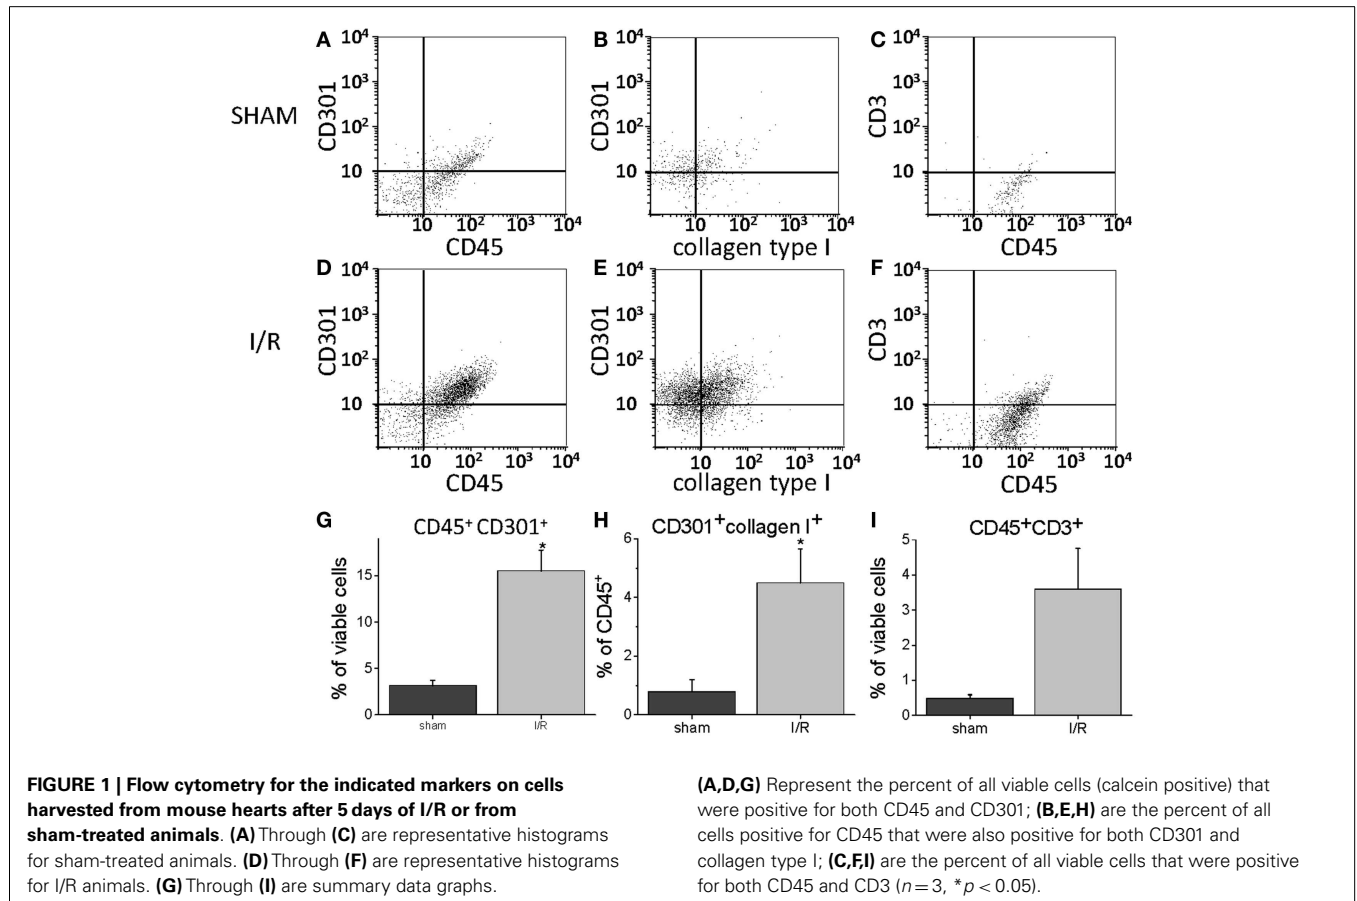 A
B
C
SHAM
CD301
10⁴
10³
10²
10
10 10² 10³ 10⁴
CD45
CD301
10⁴
10³
10²
10
10 10² 10³ 10⁴
collagen type I
CD3
10⁴
10³
10²
10
10 10² 10³ 10⁴
CD45
D
E
F
I/R
CD301
10⁴
10³
10²
10
10 10² 10³ 10⁴
CD45
CD301
10⁴
10³
10²
10
10 10² 10³ 10⁴
collagen type I
CD3
10⁴
10³
10²
10
10 10² 10³ 10⁴
CD45
G
CD45⁺ CD301⁺
% of viable cells
15
10
5
0
*
sham I/R
H
CD301⁺collagen I⁺
% of CD45⁺
6
4
2
0
*
sham I/R
I
CD45⁺CD3⁺
% of viable cells
5
4
3
2
1
0
sham I/R
FIGURE 1 | Flow cytometry for the indicated markers on cells
harvested from mouse hearts after 5 days of I/R or from
sham-treated animals. (A) Through (C) are representative histograms
for sham-treated animals. (D) Through (F) are representative histograms
for I/R animals. (G) Through (I) are summary data graphs.
(A,D,G) Represent the percent of all viable cells (calcein positive) that
were positive for both CD45 and CD301; (B,E,H) are the percent of all
cells positive for CD45 that were also positive for both CD301 and
collagen type I; (C,F,I) are the percent of all viable cells that were positive
for both CD45 and CD3 (n = 3, *p < 0.05).